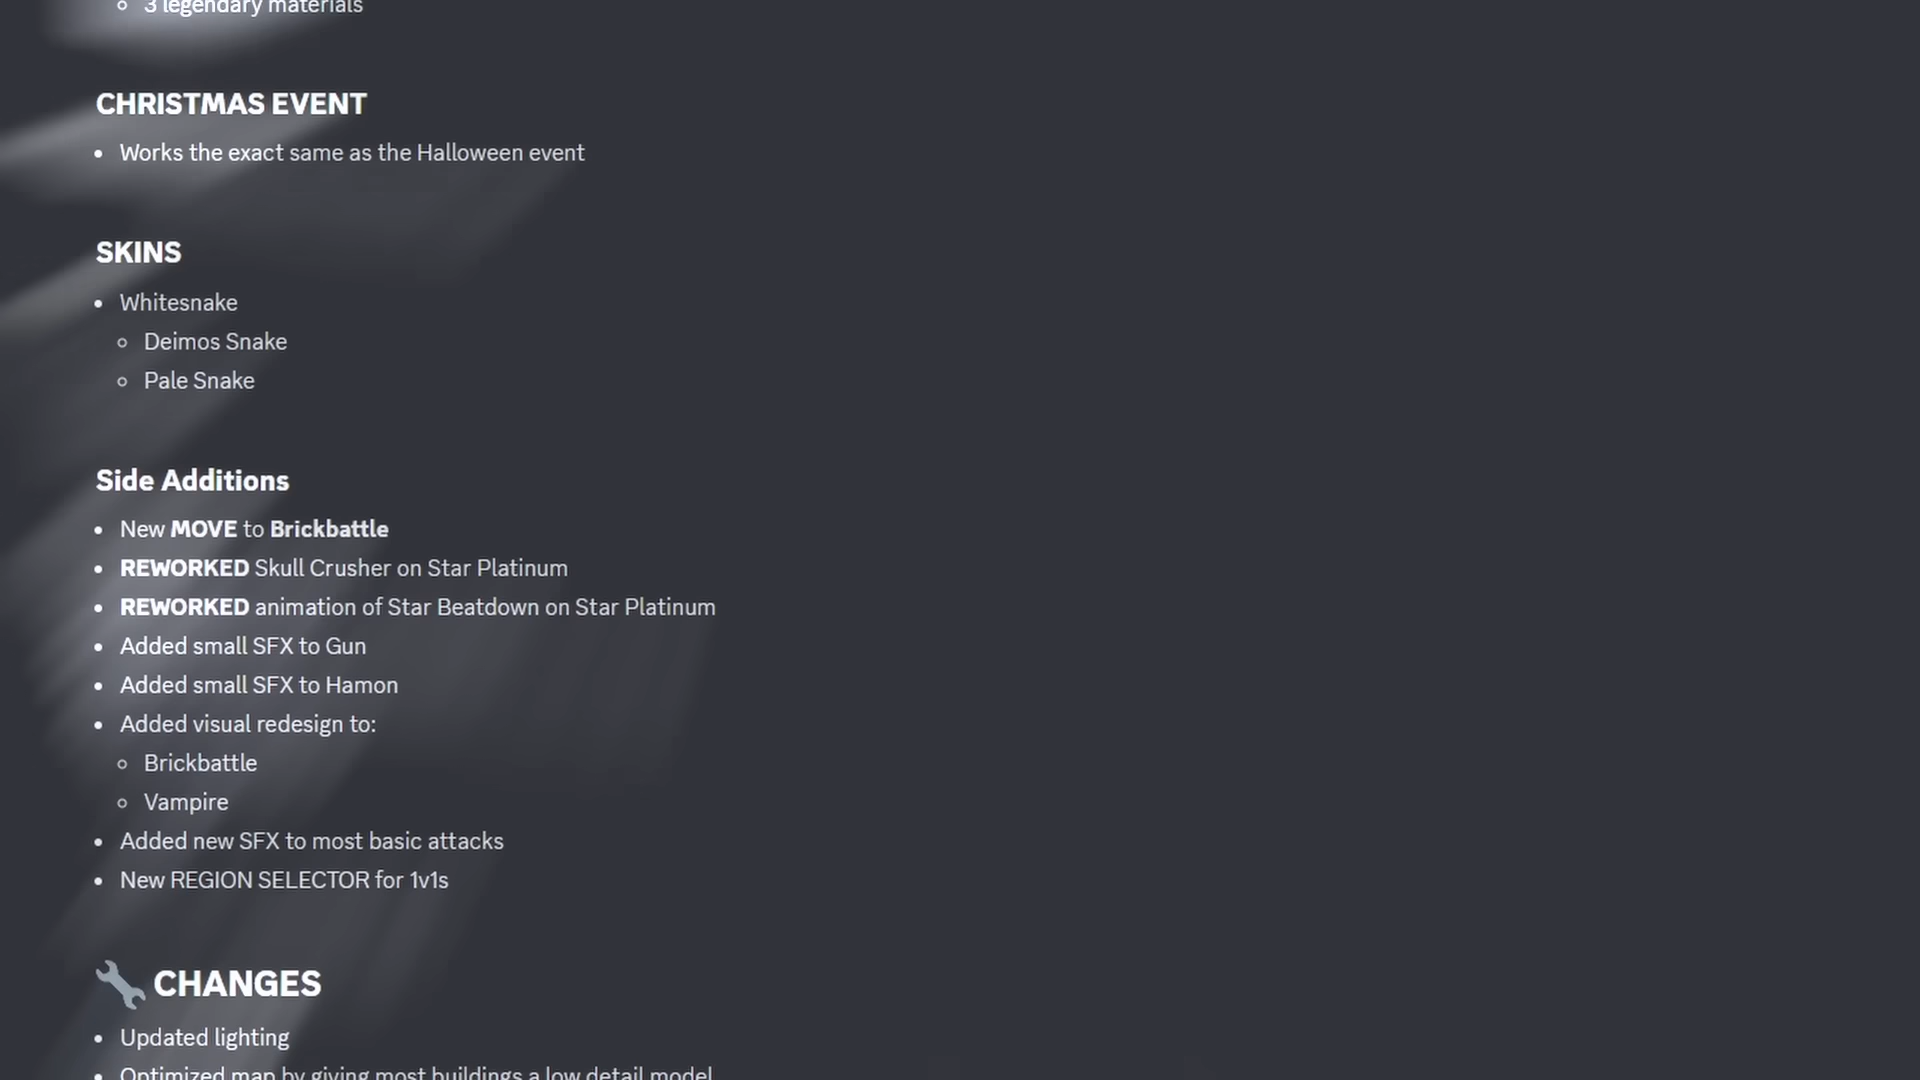 3 legendary materials
CHRISTMAS EVENT
Works the exact same as the Halloween event
SKINS
Whitesnake
Deimos Snake
Pale Snake
Side Additions
New MOVE to Brickbattle
REWORKED Skull Crusher on Star Platinum
REWORKED animation of Star Beatdown on Star Platinum
Added small SFX to Gun
Added small SFX to Hamon
Added visual redesign to:
Brickbattle
Vampire
Added new SFX to most basic attacks
New REGION SELECTOR for 1v1s
CHANGES
Updated lighting
Optimized map by giving most buildings a low detail model